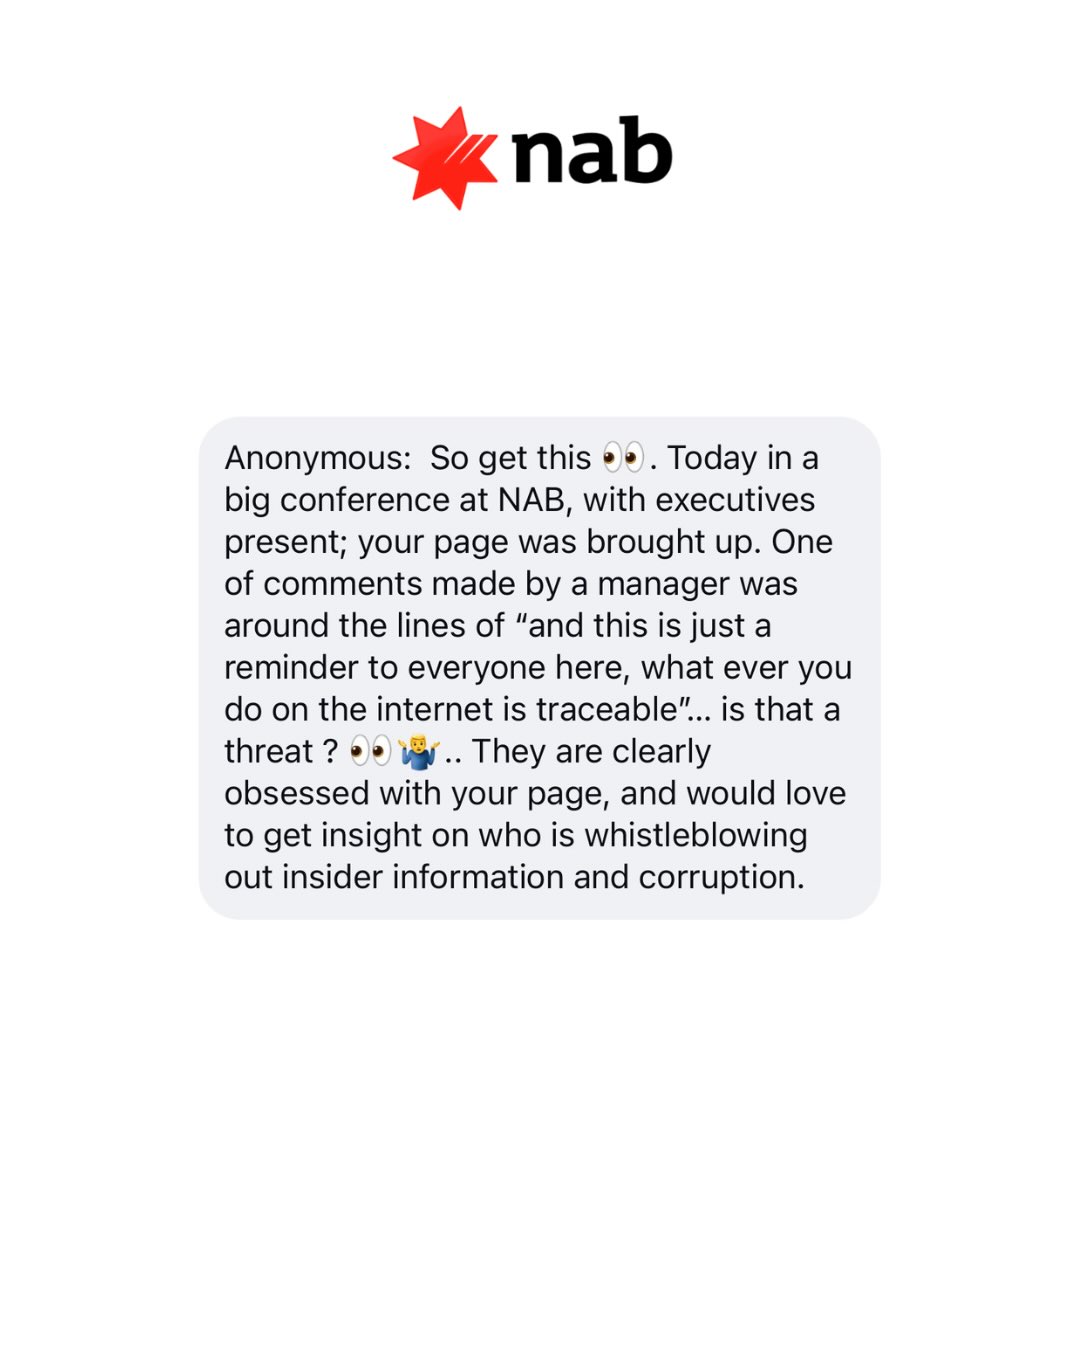 nab
Anonymous:  So get this 👀. Today in a
big conference at NAB, with executives
present; your page was brought up. One
of comments made by a manager was
around the lines of “and this is just a
reminder to everyone here, what ever you
do on the internet is traceable”... is that a
threat ? 👀🤷‍♂️.. They are clearly
obsessed with your page, and would love
to get insight on who is whistleblowing
out insider information and corruption.